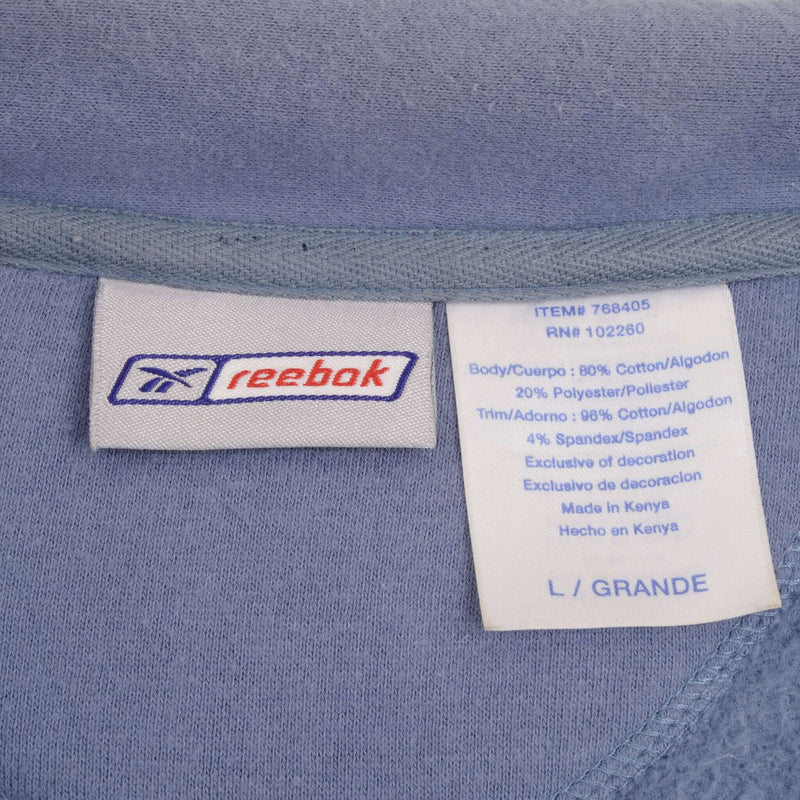 reebok
ITEM# 768405
RN# 102260
Body/Cuerpo : 80% Cotton/Algodon
20% Polyester/Poliester
Trim/Adorno : 96% Cotton/Algodon
4% Spandex/Spandex
Exclusive of decoration
Exclusivo de decoracion
Made in Kenya
Hecho en Kenya
L / GRANDE